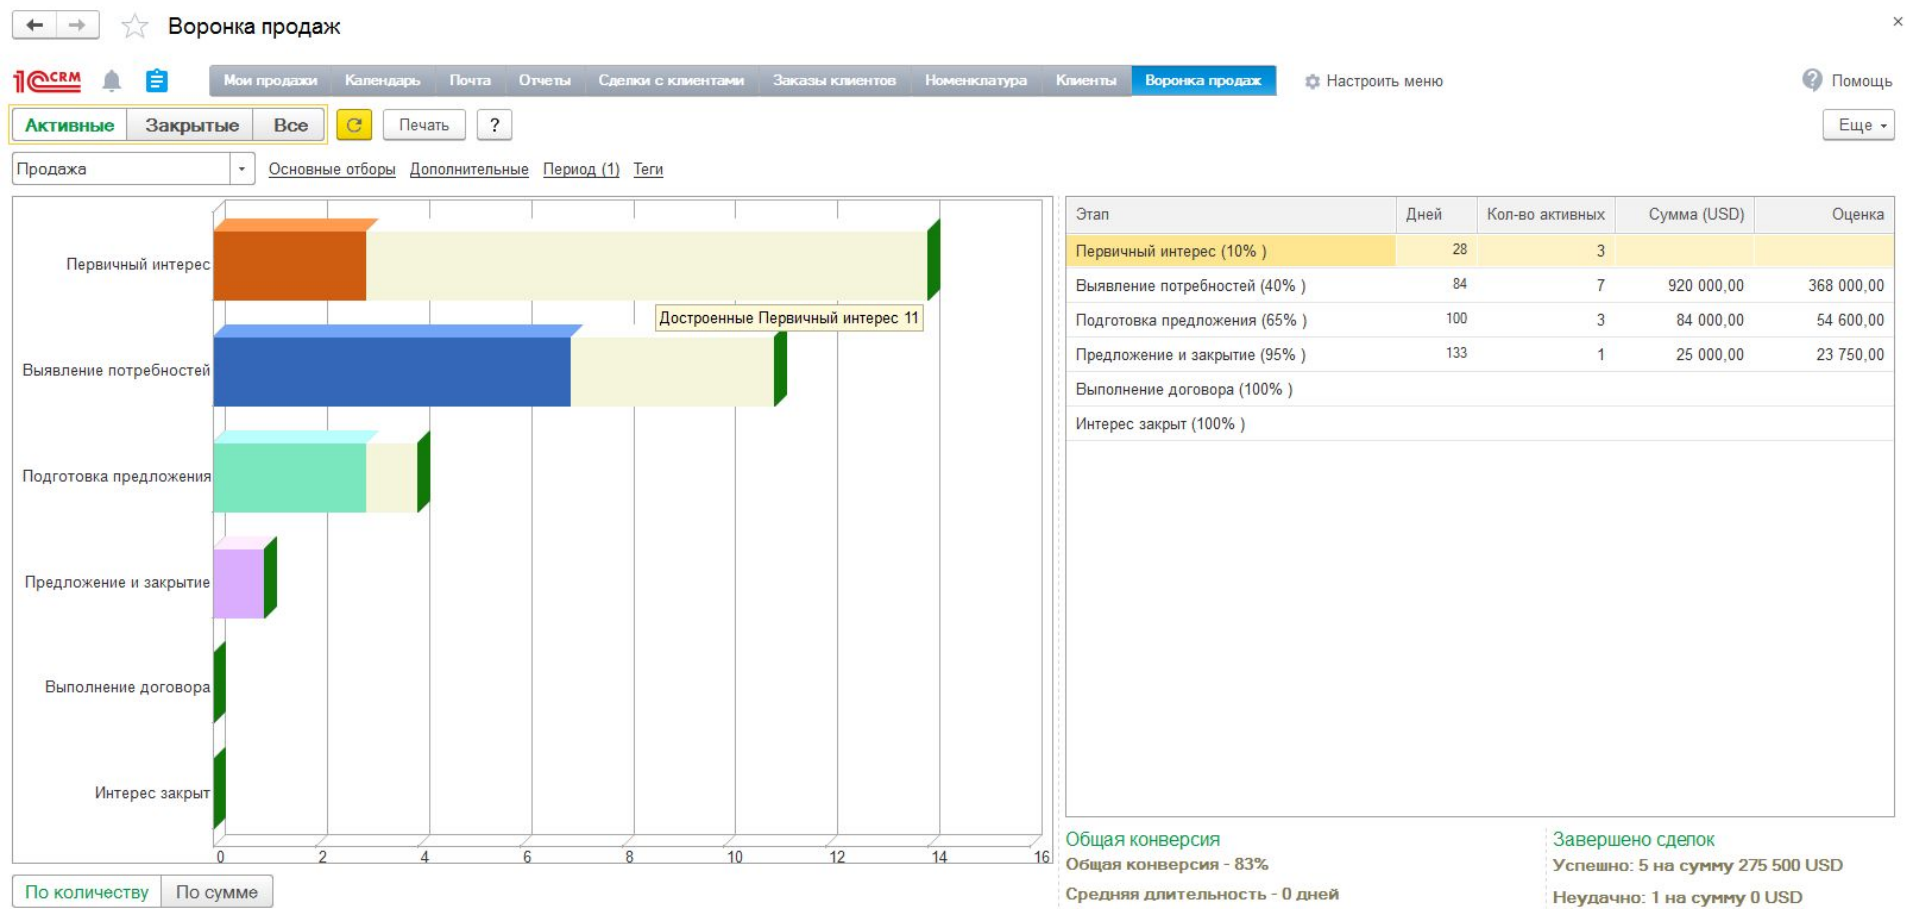 Воронка продаж
1С CRM Мои продажи Календарь Почта Отчеты Сделки с клиентами Заказы клиентов Номенклатура Клиенты Воронка продаж Настроить меню ? Помощь
Активные Закрытые Все Печать ? Еще
Продажа Основные отборы Дополнительные Период (1) Теги
Первичный интерес
Достроенные Первичный интерес 11
Выявление потребностей
Подготовка предложения
Предложение и закрытие
Выполнение договора
Интерес закрыт
0 2 4 6 8 10 12 14 16
По количеству По сумме
Этап Дней Кол-во активных Сумма (USD) Оценка
Первичный интерес (10% ) 28 3
Выявление потребностей (40% ) 84 7 920 000,00 368 000,00
Подготовка предложения (65% ) 100 3 84 000,00 54 600,00
Предложение и закрытие (95% ) 133 1 25 000,00 23 750,00
Выполнение договора (100% )
Интерес закрыт (100% )
Общая конверсия
Общая конверсия - 83%
Средняя длительность - 0 дней
Завершено сделок
Успешно: 5 на сумму 275 500 USD
Неудачно: 1 на сумму 0 USD